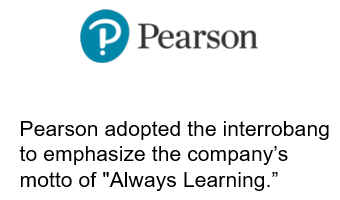 Pearson
Pearson adopted the interrobang
to emphasize the company’s
motto of "Always Learning.”